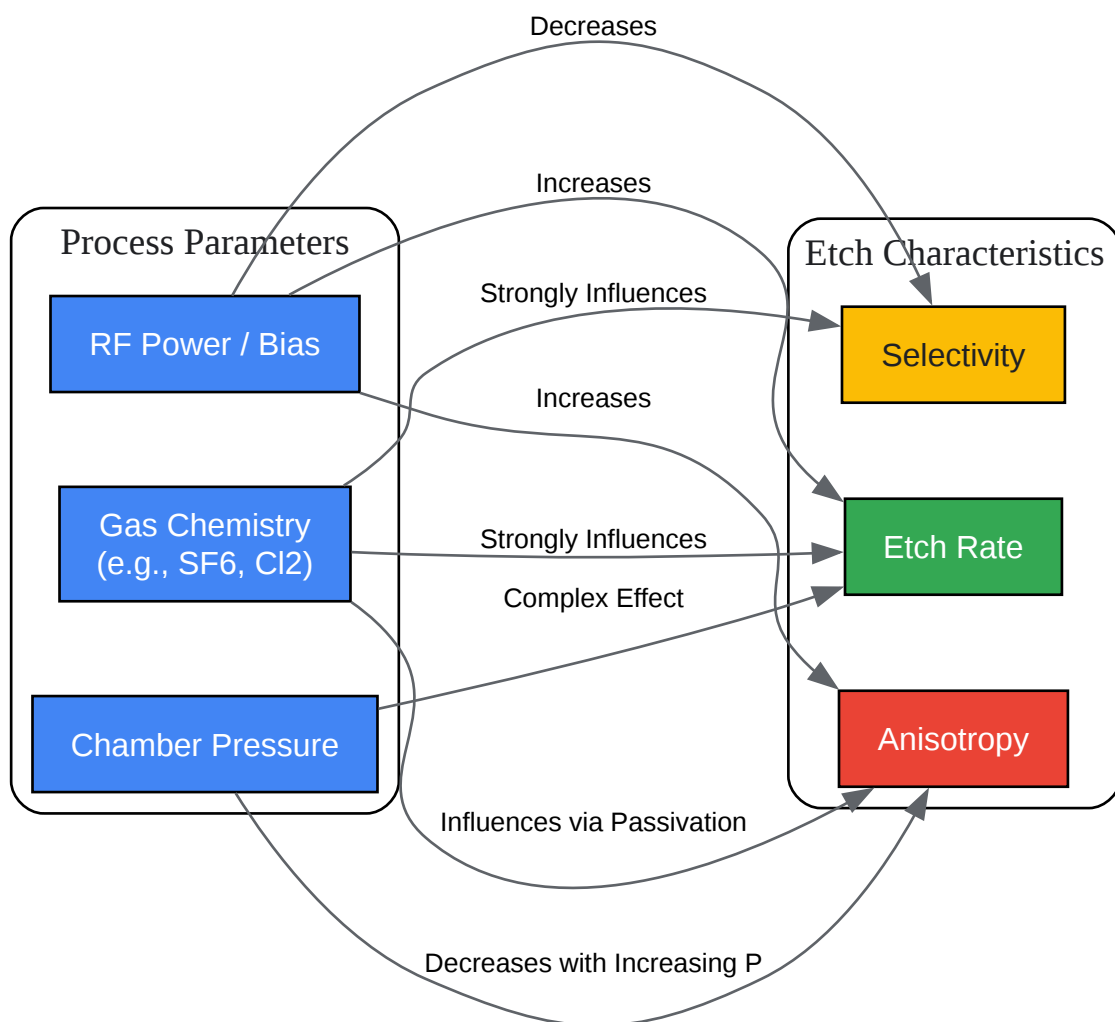 Decreases
Increases
Process Parameters
Etch Characteristics
Strongly Influences
RF Power / Bias
Selectivity
Increases
Gas Chemistry
(e.g., SF6, Cl2)
Strongly Influences
Etch Rate
Complex Effect
Chamber Pressure
Anisotropy
Influences via Passivation
Decreases with Increasing P